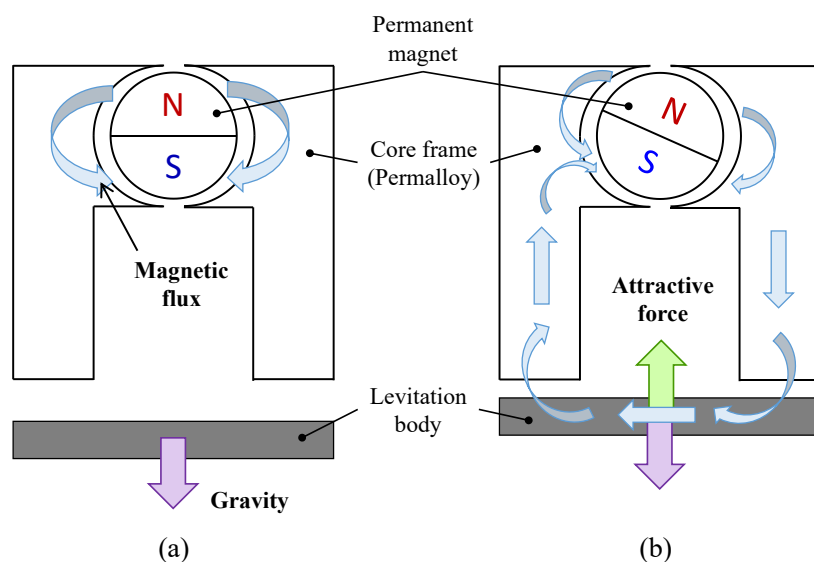 Permanent
magnet
N
S
N
S
Core frame
(Permalloy)
Magnetic
flux
Attractive
force
Levitation
body
Gravity
(a)
(b)